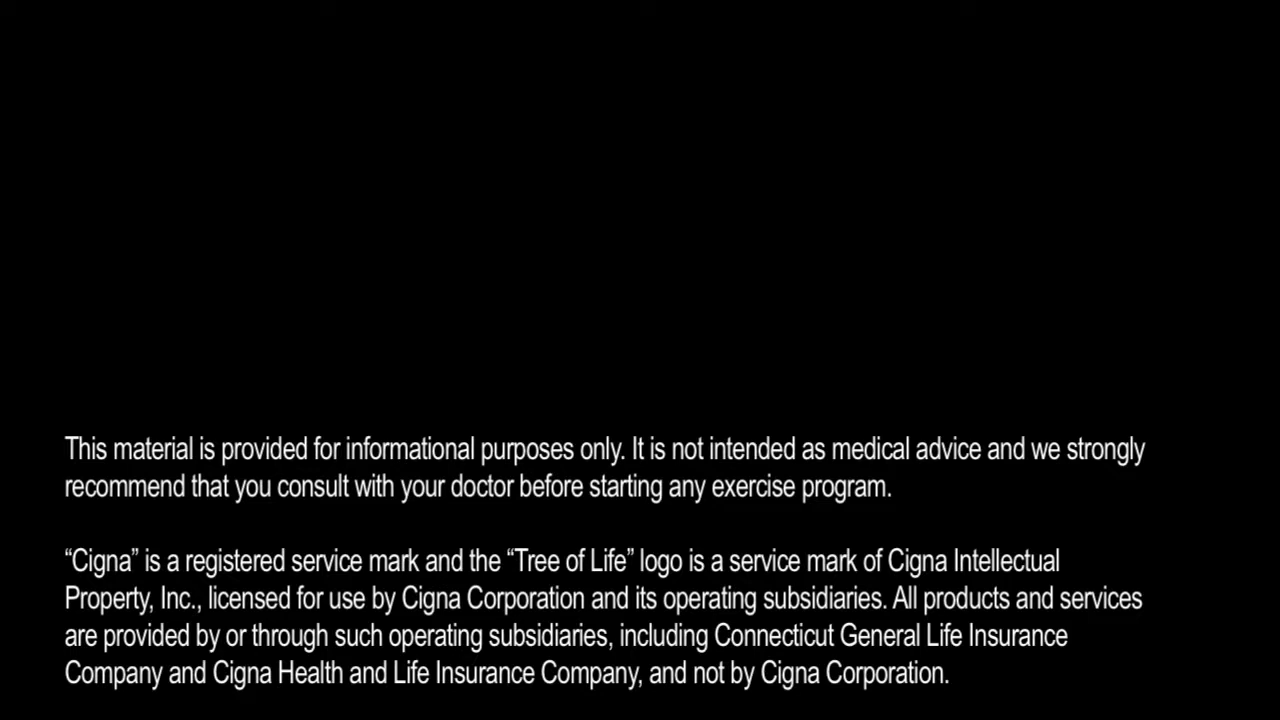 This material is provided for informational purposes only. It is not intended as medical advice and we strongly
recommend that you consult with your doctor before starting any exercise program.
“Cigna” is a registered service mark and the “Tree of Life” logo is a service mark of Cigna Intellectual
Property, Inc., licensed for use by Cigna Corporation and its operating subsidiaries. All products and services
are provided by or through such operating subsidiaries, including Connecticut General Life Insurance
Company and Cigna Health and Life Insurance Company, and not by Cigna Corporation.